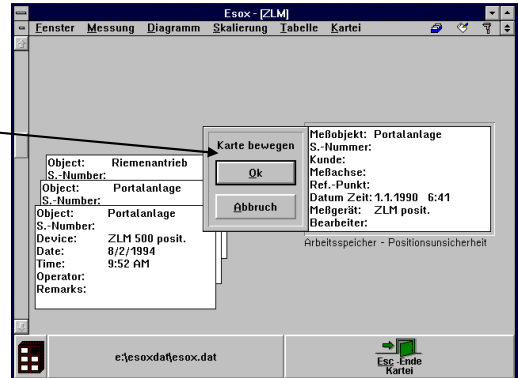 Esox - [ZLM]
Fenster Messung Diagramm Skalierung Tabelle Kartei
Karte bewegen
Ok
Abbruch
Meßobjekt: Portalanlage
S.-Nummer:
Kunde:
Meßachse:
Ref.-Punkt:
Datum Zeit: 1.1.1990 6:41
Meßgerät: ZLM posit.
Bearbeiter:
Arbeitsspeicher - Positionsunsicherheit
Object: Riemenantrieb
S.-Number:
Object: Portalanlage
S.-Number:
Object: Portalanlage
S.-Number:
Device: ZLM 500 posit.
Date: 8/2/1994
Time: 9:52 AM
Operator:
Remarks:
e:\esoxdat\esox.dat
Esc -Ende
Kartei